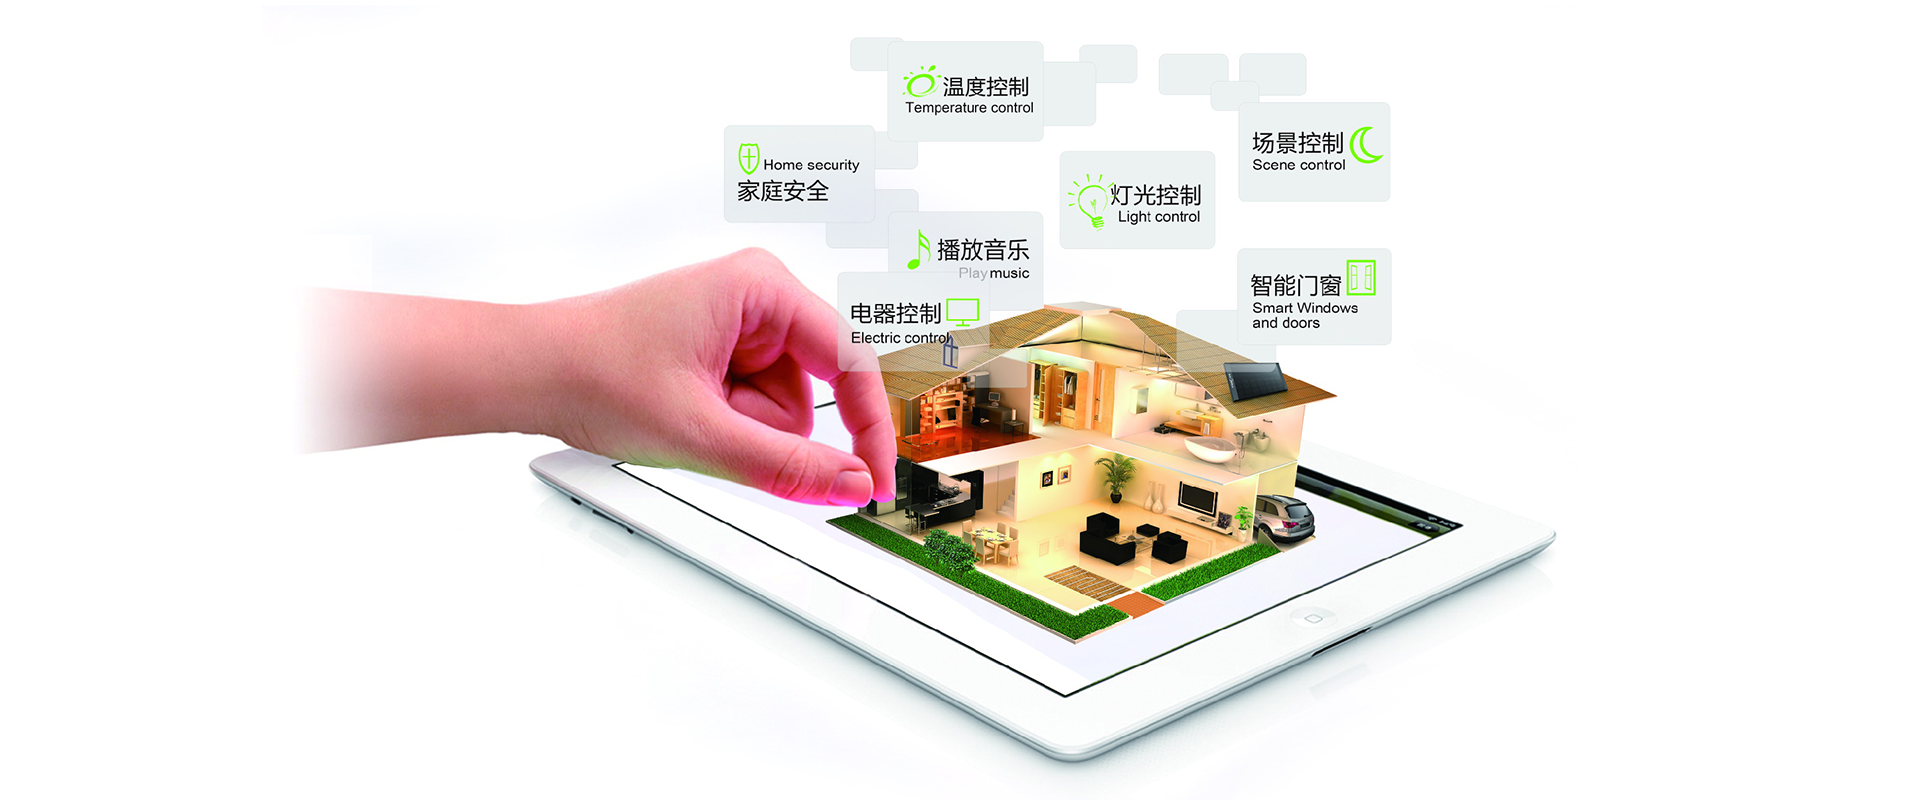 温度控制
Temperature control
Home security
家庭安全
场景控制
Scene control
灯光控制
Light control
播放音乐
Play music
电器控制
Electric control
智能门窗
Smart Windows
and doors